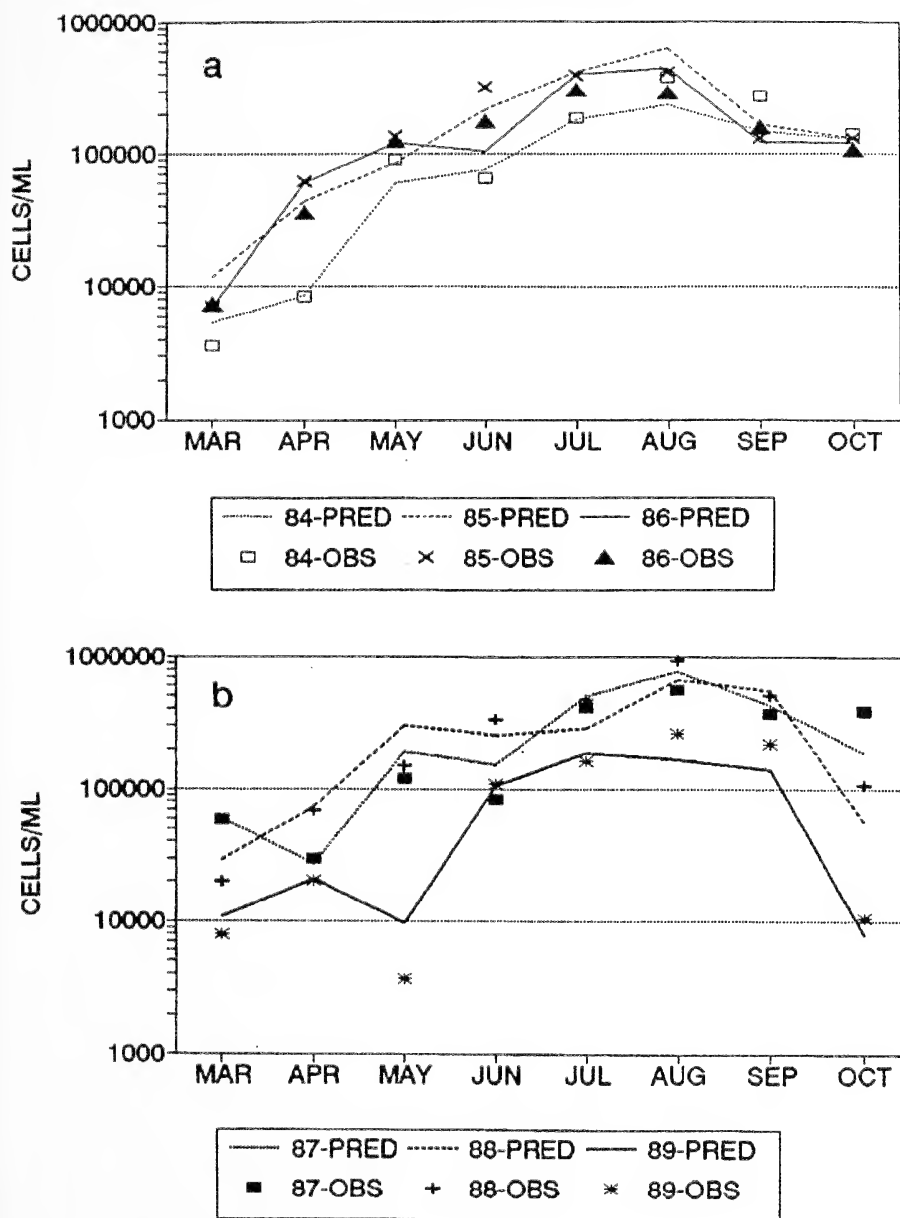 1000000
a
100000
CELLS/ML
10000
1000
MAR APR MAY JUN JUL AUG SEP OCT
84-PRED 85-PRED 86-PRED
84-OBS 85-OBS 86-OBS
1000000
b
100000
CELLS/ML
10000
1000
MAR APR MAY JUN JUL AUG SEP OCT
87-PRED 88-PRED 89-PRED
87-OBS 88-OBS 89-OBS